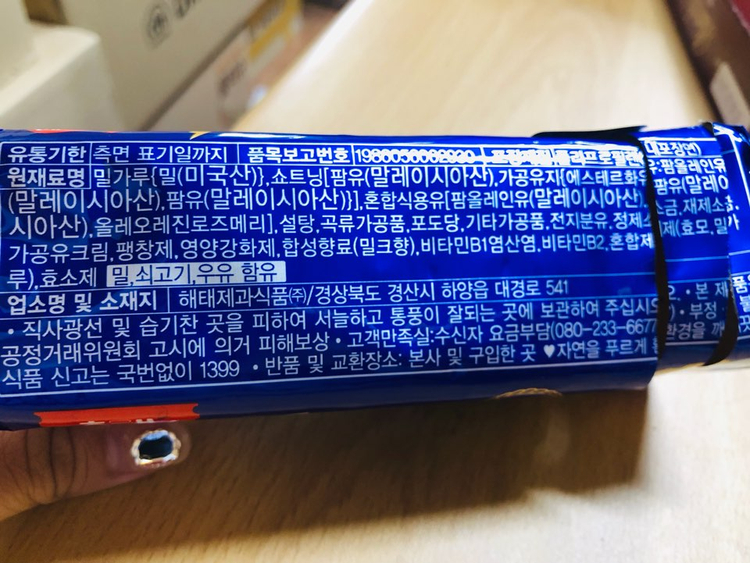 유통기한 측면 표기일까지 품목보고번호
원재료명 밀가루{밀(미국산)}, 쇼트닝[팜유(말레이시아산), 가공유지{에스테르화유
(말레이시아산), 팜유(말레이시아산)}], 혼합식용유[팜올레인유(말레이시아산), 팜유(말레이
시아산), 올레오레진로즈메리], 설탕, 곡류가공품, 포도당, 기타가공품, 전지분유, 정제
가공유크림, 팽창제, 영양강화제, 합성향료(밀크향), 비타민B1염산염, 비타민B2, 혼합제
루), 효소제 밀,쇠고기,우유 함유
업소명 및 소재지 해태제과식품㈜/경상북도 경산시 하양읍 대경로 541
• 직사광선 및 습기찬 곳을 피하여 서늘하고 통풍이 잘되는 곳에 보관하여 주십시오. • 본 제
공정거래위원회 고시에 의거 피해보상 • 고객만족실:수신자 요금부담(080-233-6677
식품 신고는 국번없이 1399 • 반품 및 교환장소: 본사 및 구입한 곳 ♥자연을 푸르게